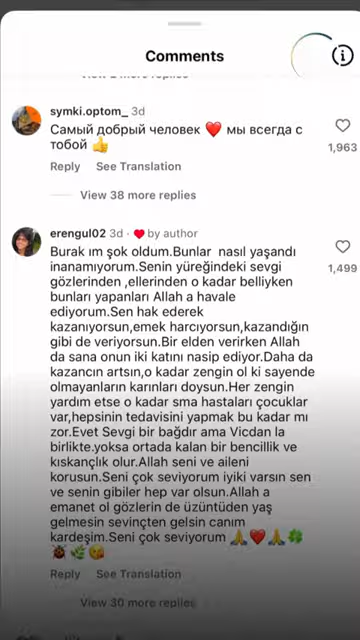 Comments
symki.optom_ 3d
Самый добрый человек ❤️ мы всегда с
тобой 👍
1,963
Reply See Translation
View 38 more replies
erengul02 3d · ❤️ by author
Burak ım şok oldum.Bunlar nasıl yaşandı
inanamıyorum.Senin yüreğindeki sevgi
gözlerinden ,ellerinden o kadar belliyken
bunları yapanları Allah a havale
ediyorum.Sen hak ederek
kazanıyorsun,emek harcıyorsun,kazandığın
gibi de veriyorsun.Bir elden verirken Allah
da sana onun iki katını nasip ediyor.Daha da
kazancın artsın,o kadar zengin ol ki sayende
olmayanların karınları doysun.Her zengin
yardım etse o kadar sma hastaları çocuklar
var,hepsinin tedavisini yapmak bu kadar mı
zor.Evet Sevgi bir bağdır ama Vicdan la
birlikte.yoksa ortada kalan bir bencillik ve
kıskançlık olur.Allah seni ve aileni
korusun.Seni çok seviyorum iyiki varsın sen
ve senin gibiler hep var olsun.Allah a
emanet ol gözlerin de üzüntüden yaş
gelmesin sevinçten gelsin canım
kardeşim.Seni çok seviyorum 🙏❤️🙏🍀
🐞🌿😘
1,499
Reply See Translation
View 30 more replies